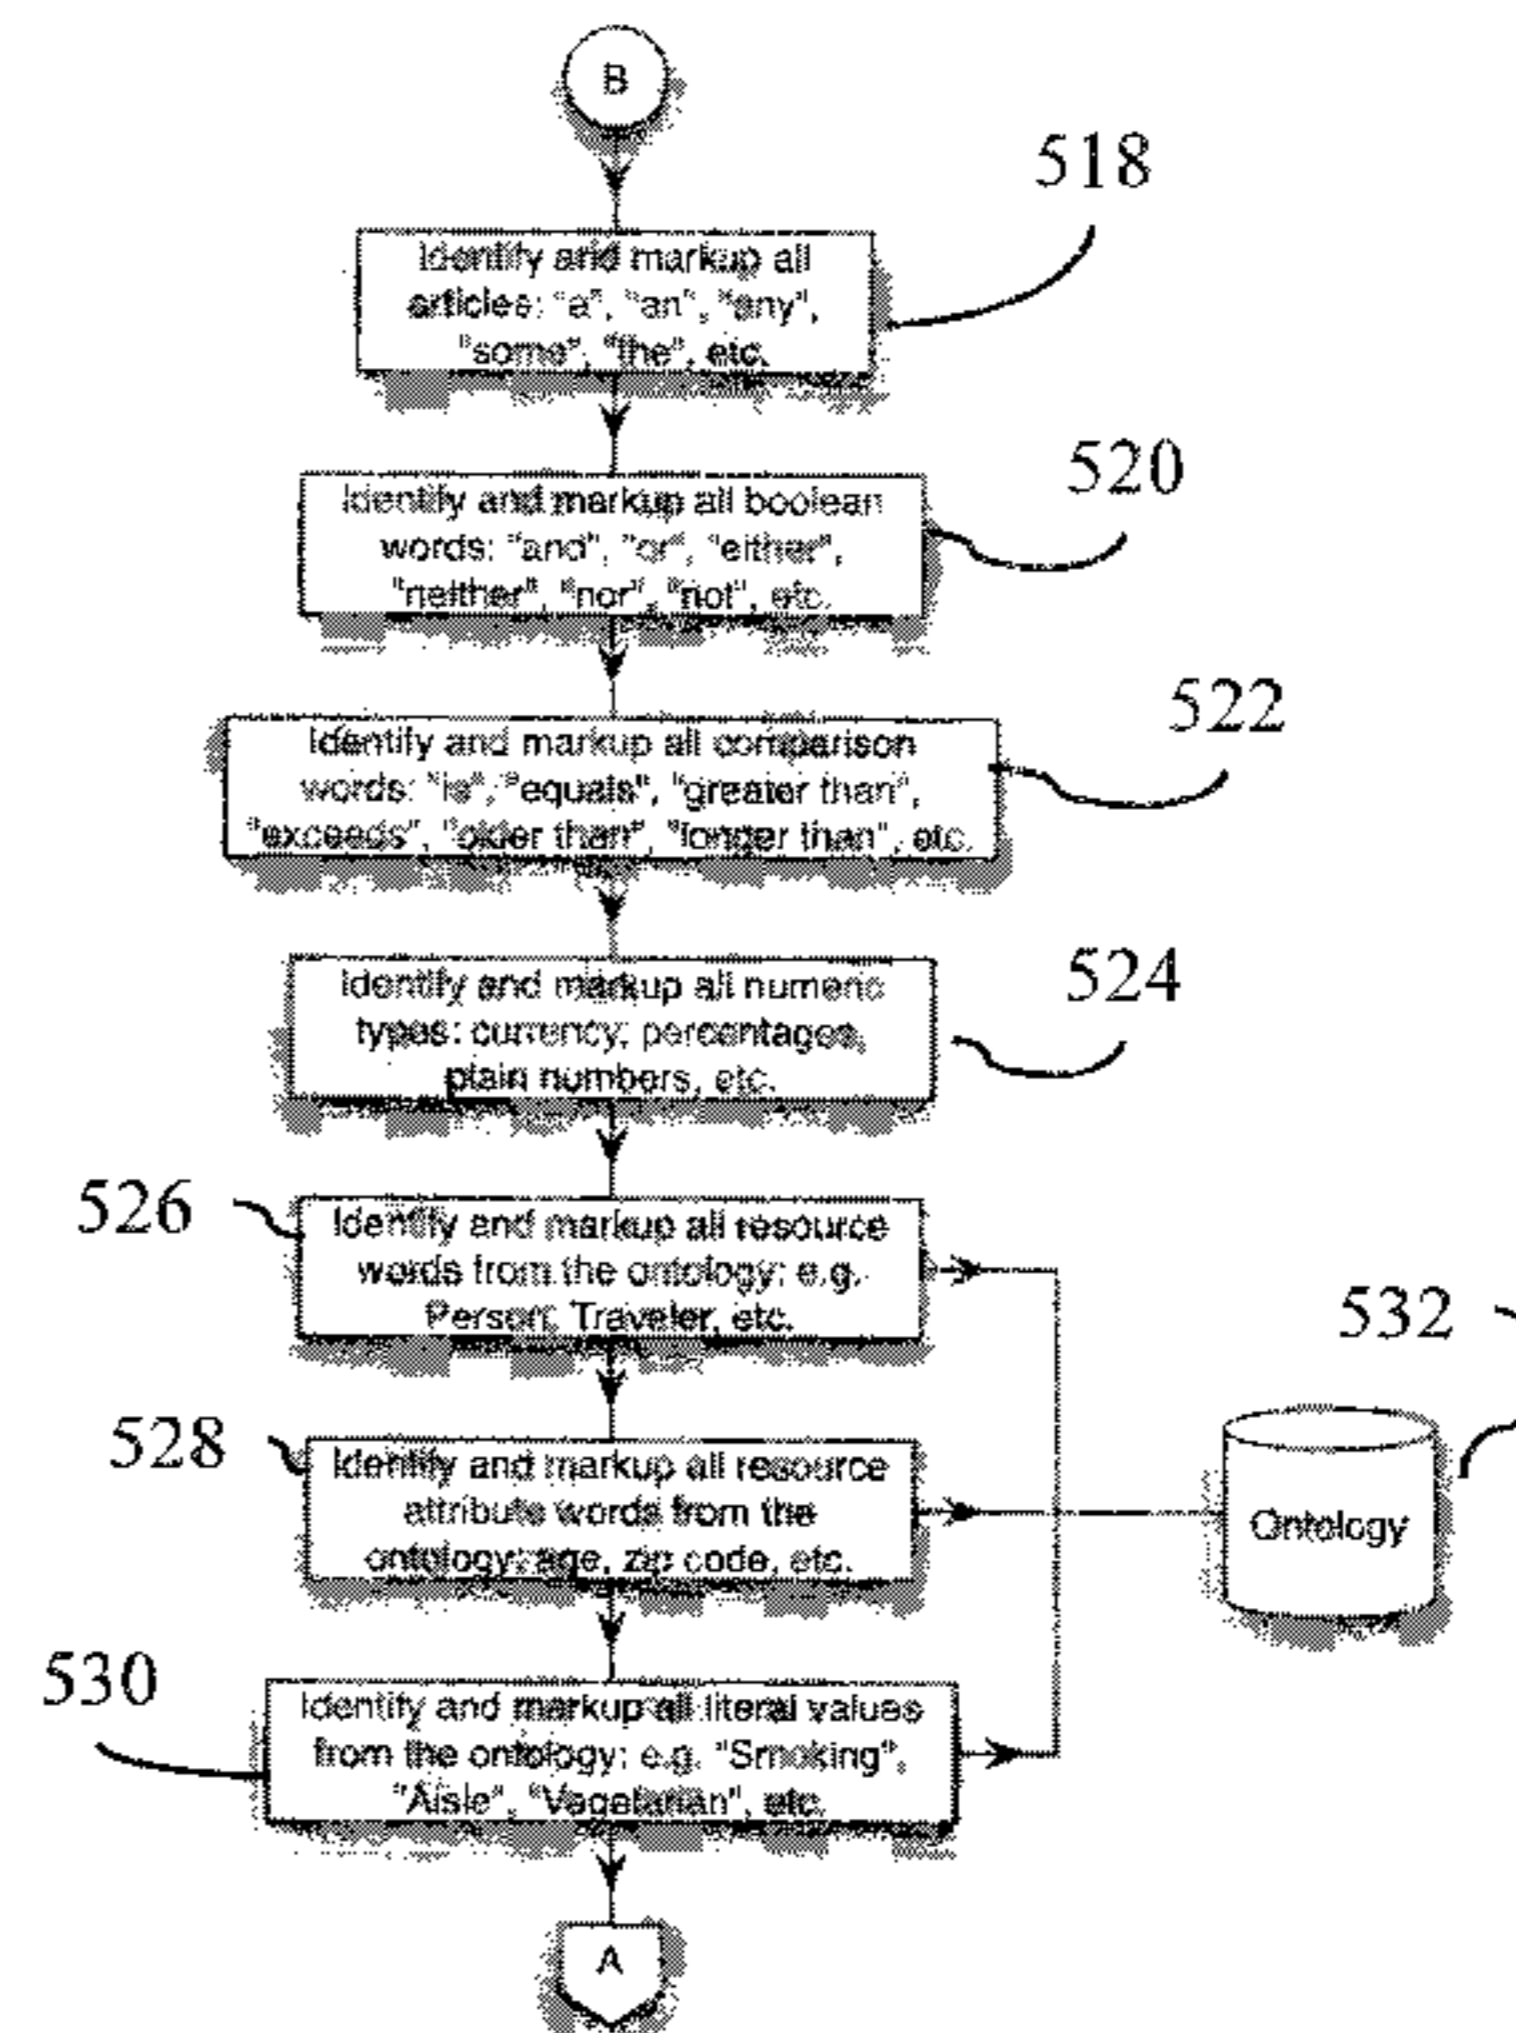 B
518
Identify and markup all
articles: "a", "an", "any",
"some", "the", etc.
520
Identify and markup all boolean
words: "and", "or", "either",
"neither", "nor", "not", etc.
522
Identify and markup all comparison
words: "is", "equals", "greater than",
"exceeds", "older than", "longer than", etc.
524
Identify and markup all numeric
types: currency, percentages,
plain numbers, etc.
526
Identify and markup all resource
words from the ontology: e.g.
Person, Traveler, etc.
532
528
Identify and markup all resource
attribute words from the
ontology: age, zip code, etc.
Ontology
530
Identify and markup all literal values
from the ontology: e.g. "Smoking",
"Aisle", "Vegetarian", etc.
A